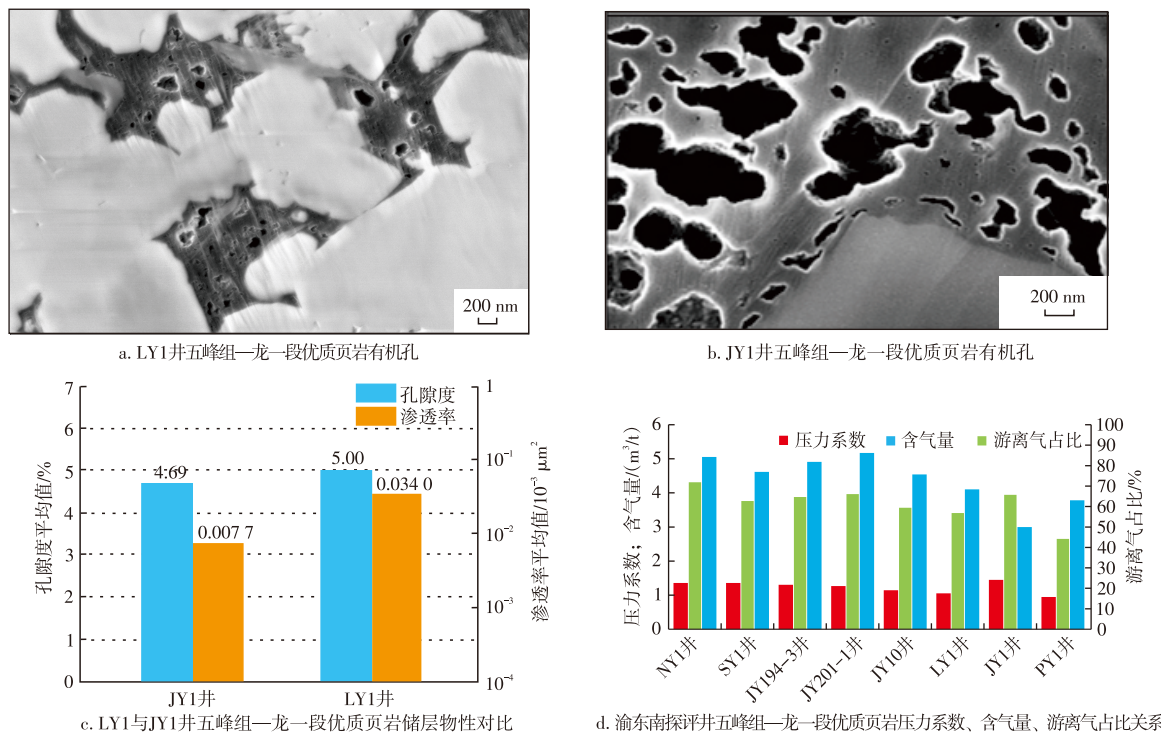 200 nm
200 nm
a. LY1井五峰组—龙一段优质页岩有机孔
b. JY1井五峰组—龙一段优质页岩有机孔
孔隙度平均值/%
7
6
5
4
3
2
1
0
孔隙度
渗透率
4.69
0.007 7
5.00
0.034 0
1
10⁻¹
10⁻²
10⁻³
10⁻⁴
渗透率平均值/10⁻³ μm²
JY1井
LY1井
c. LY1与JY1井五峰组—龙一段优质页岩储层物性对比
压力系数；含气量/(m³/t)
6
5
4
3
2
1
0
压力系数
含气量
游离气占比
100
90
80
70
60
50
40
30
20
10
0
游离气占比/%
NY1井
SY1井
JY194-3井
JY201-1井
JY10井
LY1井
JY1井
PY1井
d. 渝东南探评井五峰组—龙一段优质页岩压力系数、含气量、游离气占比关系